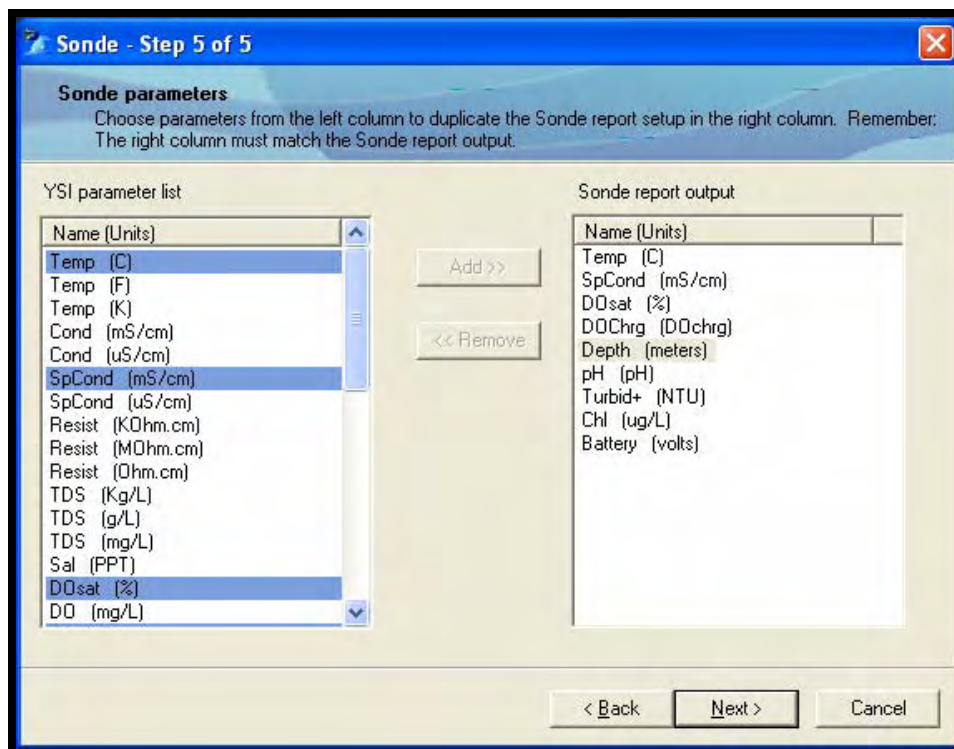 Sonde - Step 5 of 5
Sonde parameters
Choose parameters from the left column to duplicate the Sonde report setup in the right column. Remember:
The right column must match the Sonde report output.
YSI parameter list
Name (Units)
Temp (C)
Temp (F)
Temp (K)
Cond (mS/cm)
Cond (uS/cm)
SpCond (mS/cm)
SpCond (uS/cm)
Resist (KOhm.cm)
Resist (MOhm.cm)
Resist (Ohm.cm)
TDS (Kg/L)
TDS (g/L)
TDS (mg/L)
Sal (PPT)
DOsat (%)
DO (mg/L)
Add >>
<< Remove
Sonde report output
Name (Units)
Temp (C)
SpCond (mS/cm)
DOsat (%)
DOChrg (DOchrg)
Depth (meters)
pH (pH)
Turbid+ (NTU)
Chl (ug/L)
Battery (volts)
< Back
Next >
Cancel